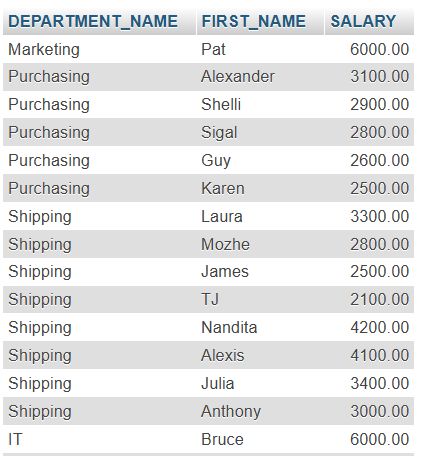 DEPARTMENT_NAME FIRST_NAME SALARY
Marketing Pat 6000.00
Purchasing Alexander 3100.00
Purchasing Shelli 2900.00
Purchasing Sigal 2800.00
Purchasing Guy 2600.00
Purchasing Karen 2500.00
Shipping Laura 3300.00
Shipping Mozhe 2800.00
Shipping James 2500.00
Shipping TJ 2100.00
Shipping Nandita 4200.00
Shipping Alexis 4100.00
Shipping Julia 3400.00
Shipping Anthony 3000.00
IT Bruce 6000.00